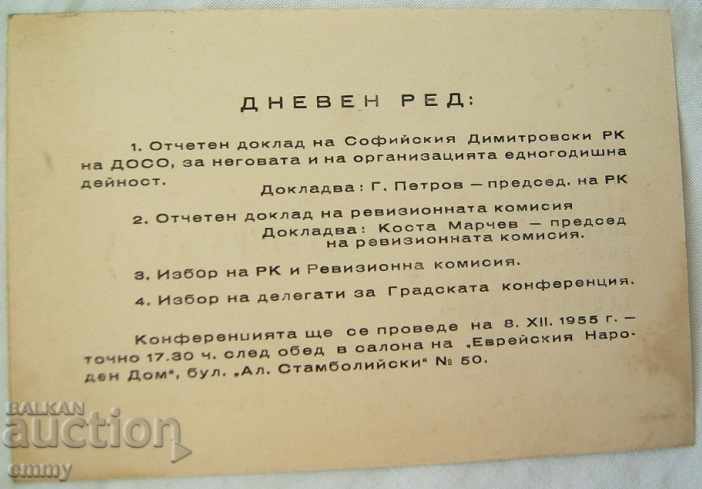 ДНЕВЕН РЕД:
1. Отчетен доклад на Софийския Димитровски РК
на ДОСО, за неговата и на организацията едногодишна
дейност.
Докладва: Г. Петров — председ. на РК
2. Отчетен доклад на ревизионната комисия
Докладва: Коста Марчев — председ
на ревизионната комисия.
3. Избор на РК и Ревизионна комисия.
4. Избор на делегати за Градската конференция.
Конференцията ще се проведе на 8. XII. 1955 г. —
точно 17.30 ч. след обед в салона на „Еврейския Наро-
ден Дом", бул. „Ал. Стамболийски" № 50.
BALKAN
auction
emmy